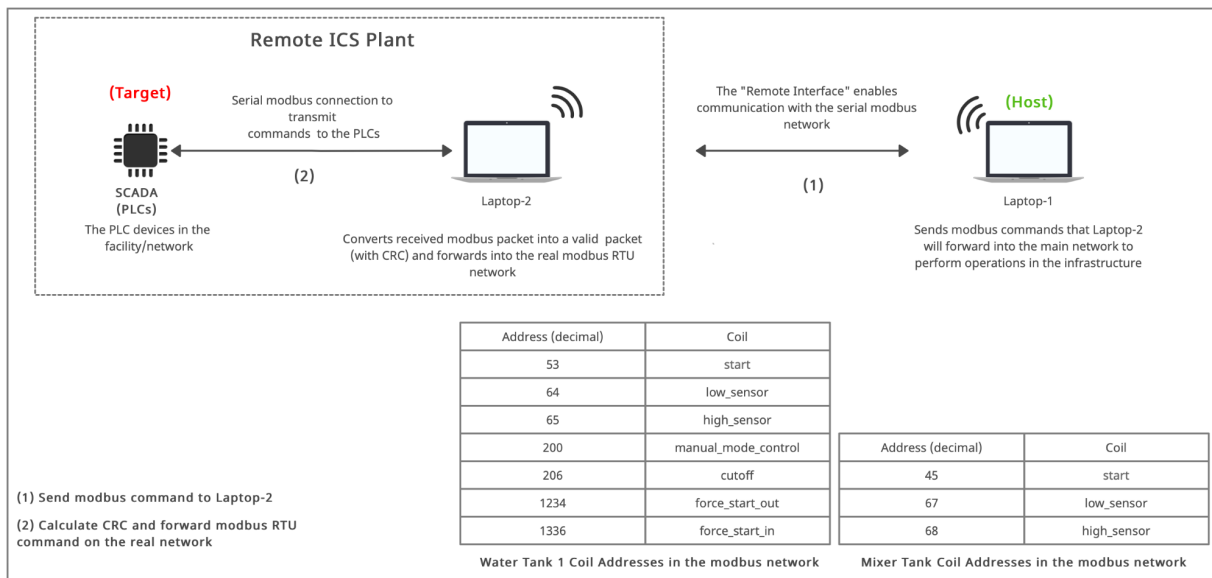 Remote ICS Plant
(Target)
Serial modbus connection to
transmit
commands to the PLCs
(2)
SCADA
(PLCs)
The PLC devices in the
facility/network
Laptop-2
Converts received modbus packet into a valid packet
(with CRC) and forwards into the real modbus RTU
network
The "Remote Interface" enables
communication with the serial modbus
network
(1)
(Host)
Laptop-1
Sends modbus commands that Laptop-2
will forward into the main network to
perform operations in the infrastructure
Address (decimal) Coil
53 start
64 low_sensor
65 high_sensor
200 manual_mode_control
206 cutoff
1234 force_start_out
1336 force_start_in
Water Tank 1 Coil Addresses in the modbus network
Address (decimal) Coil
45 start
67 low_sensor
68 high_sensor
Mixer Tank Coil Addresses in the modbus network
(1) Send modbus command to Laptop-2
(2) Calculate CRC and forward modbus RTU
command on the real network